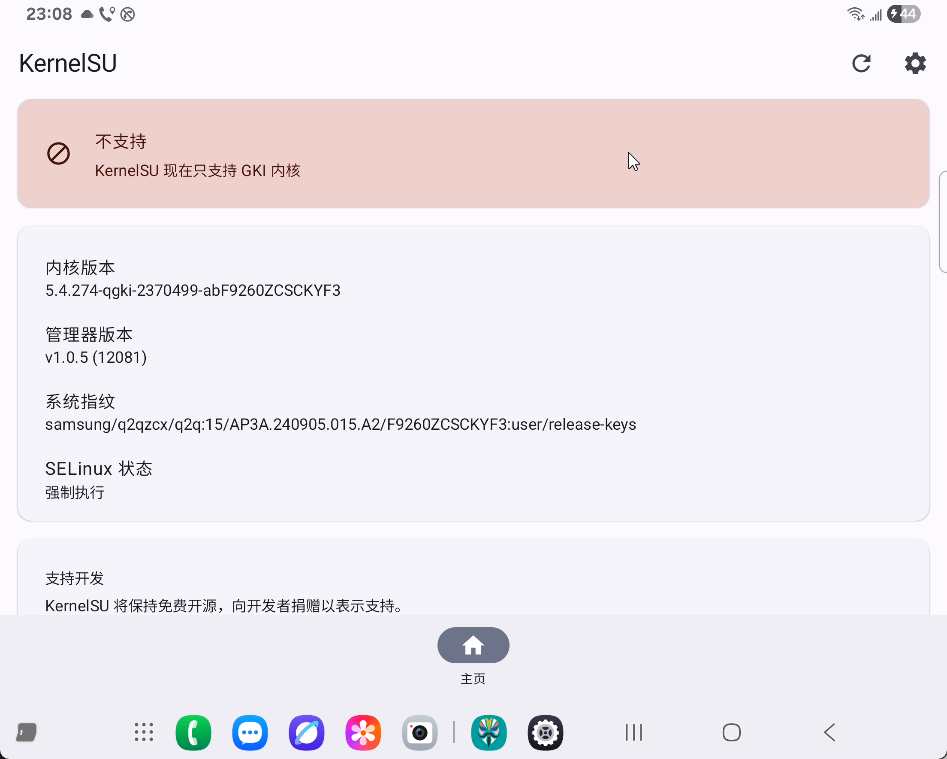 23:08
44
KernelSU
不支持
KernelSU 现在只支持 GKI 内核
内核版本
5.4.274-qgki-2370499-abF9260ZCSCKYF3
管理器版本
v1.0.5 (12081)
系统指纹
samsung/q2qzcx/q2q:15/AP3A.240905.015.A2/F9260ZCSCKYF3:user/release-keys
SELinux 状态
强制执行
支持开发
KernelSU 将保持免费开源，向开发者捐赠以表示支持。
主页